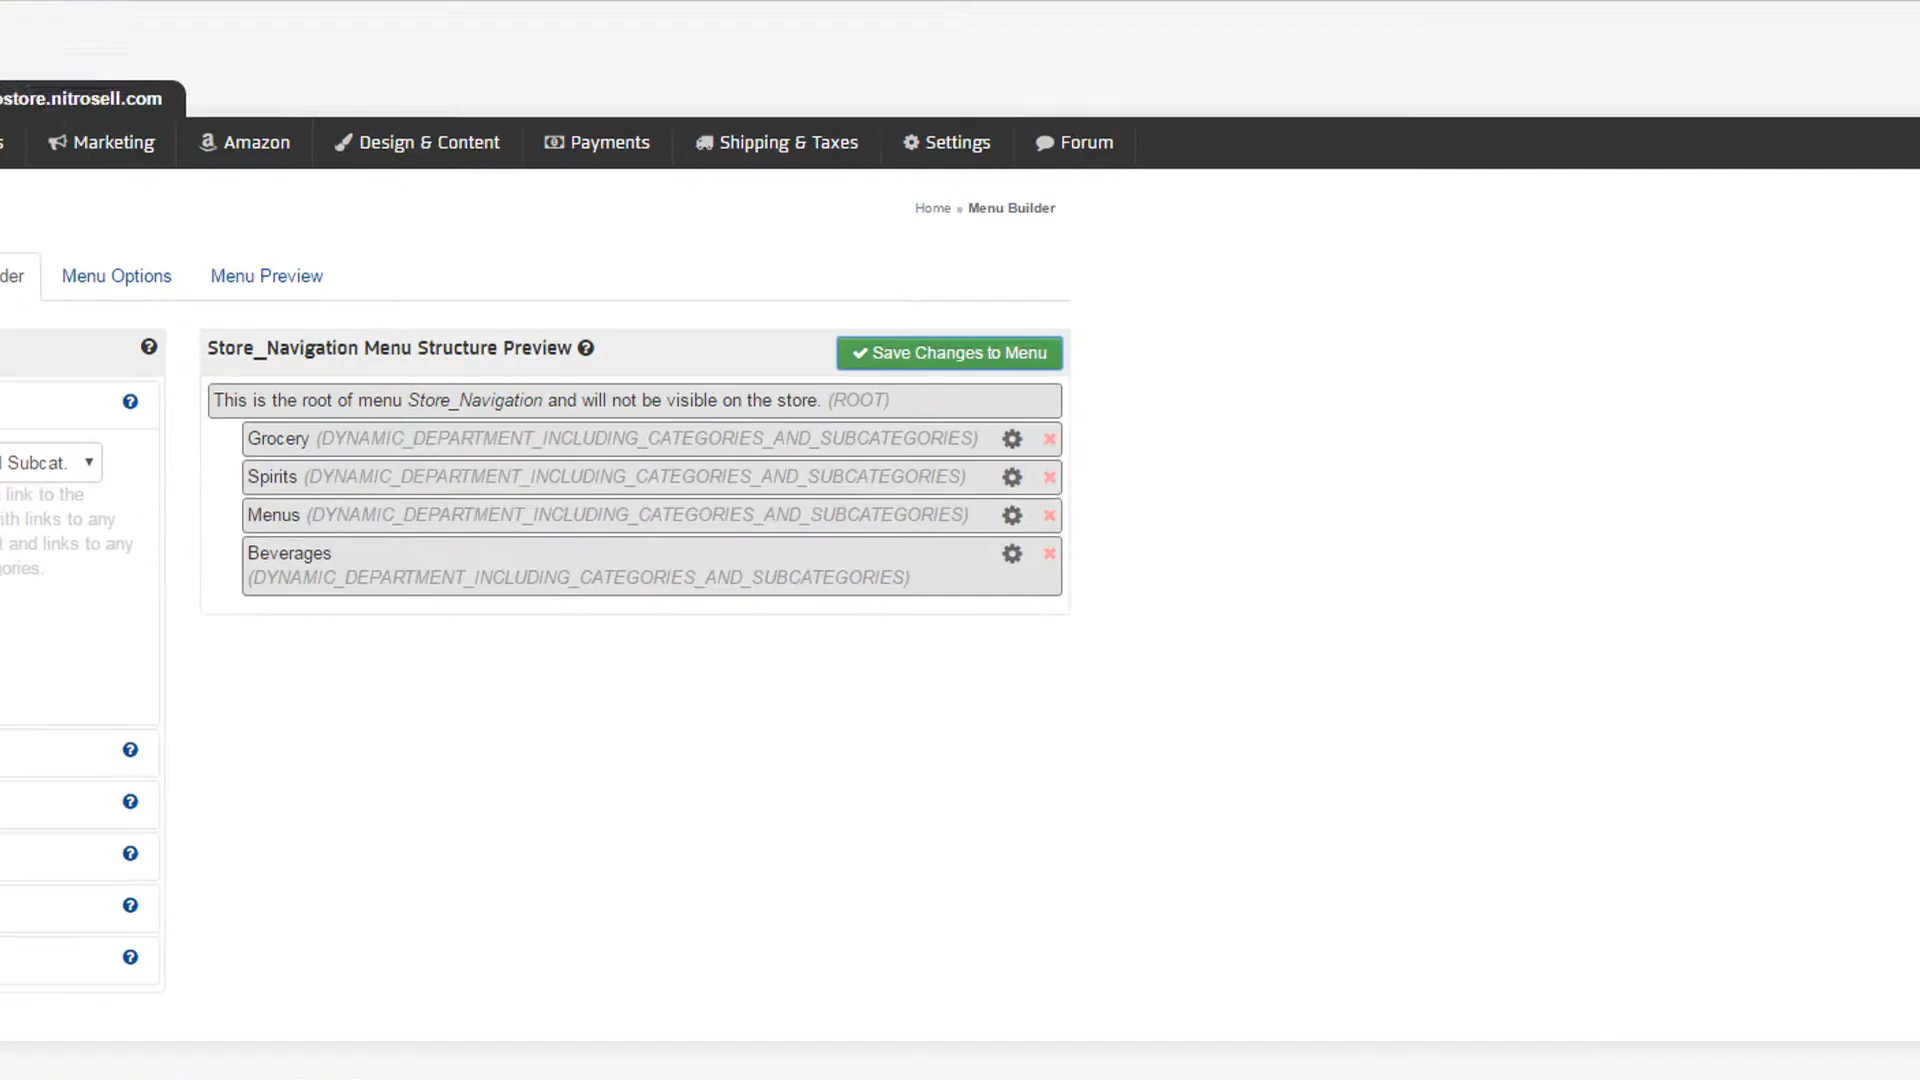 ostore.nitrosell.com
s Marketing Amazon Design & Content Payments Shipping & Taxes Settings Forum
Home » Menu Builder
der Menu Options Menu Preview
Store_Navigation Menu Structure Preview
Save Changes to Menu
This is the root of menu Store_Navigation and will not be visible on the store. (ROOT)
Grocery (DYNAMIC_DEPARTMENT_INCLUDING_CATEGORIES_AND_SUBCATEGORIES)
Spirits (DYNAMIC_DEPARTMENT_INCLUDING_CATEGORIES_AND_SUBCATEGORIES)
Menus (DYNAMIC_DEPARTMENT_INCLUDING_CATEGORIES_AND_SUBCATEGORIES)
Beverages
(DYNAMIC_DEPARTMENT_INCLUDING_CATEGORIES_AND_SUBCATEGORIES)
Subcat.
link to the
ith links to any
t and links to any
ories.